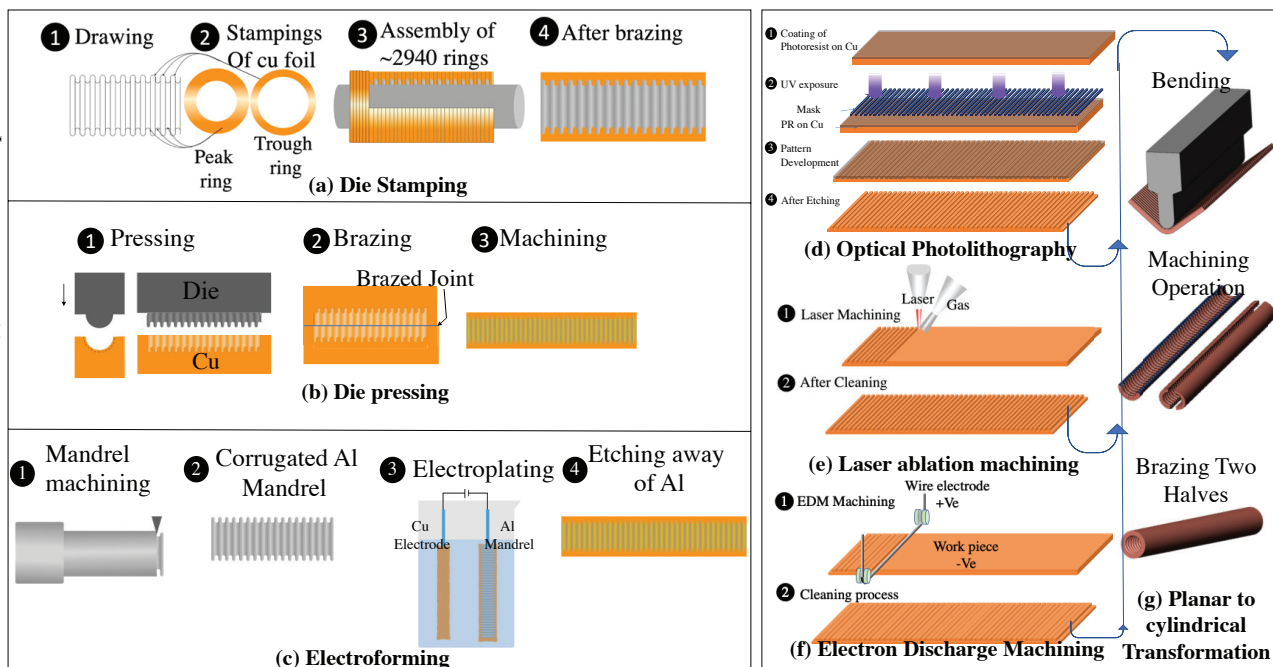 1 Drawing
2 Stampings
Of cu foil
3 Assembly of
~2940 rings
4 After brazing
Peak
ring
Trough
ring
(a) Die Stamping
1 Pressing
2 Brazing
3 Machining
Brazed Joint
Die
Cu
(b) Die pressing
1 Mandrel
machining
2 Corrugated Al
Mandrel
3 Electroplating
4 Etching away
of Al
Cu
Electrode
Al
Mandrel
(c) Electroforming
1 Coating of
Photoresist on Cu
2 UV exposure
Mask
PR on Cu
3 Pattern
Development
4 After Etching
(d) Optical Photolithography
Laser
Gas
1 Laser Machining
2 After Cleaning
(e) Laser ablation machining
1 EDM Machining
Wire electrode
+Ve
Work piece
-Ve
2 Cleaning process
(f) Electron Discharge Machining
Bending
Machining
Operation
Brazing Two
Halves
(g) Planar to
cylindrical
Transformation